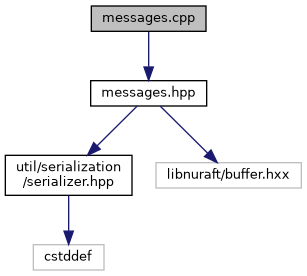 messages.cpp
messages.hpp
util/serialization
/serializer.hpp
libnuraft/buffer.hxx
cstddef